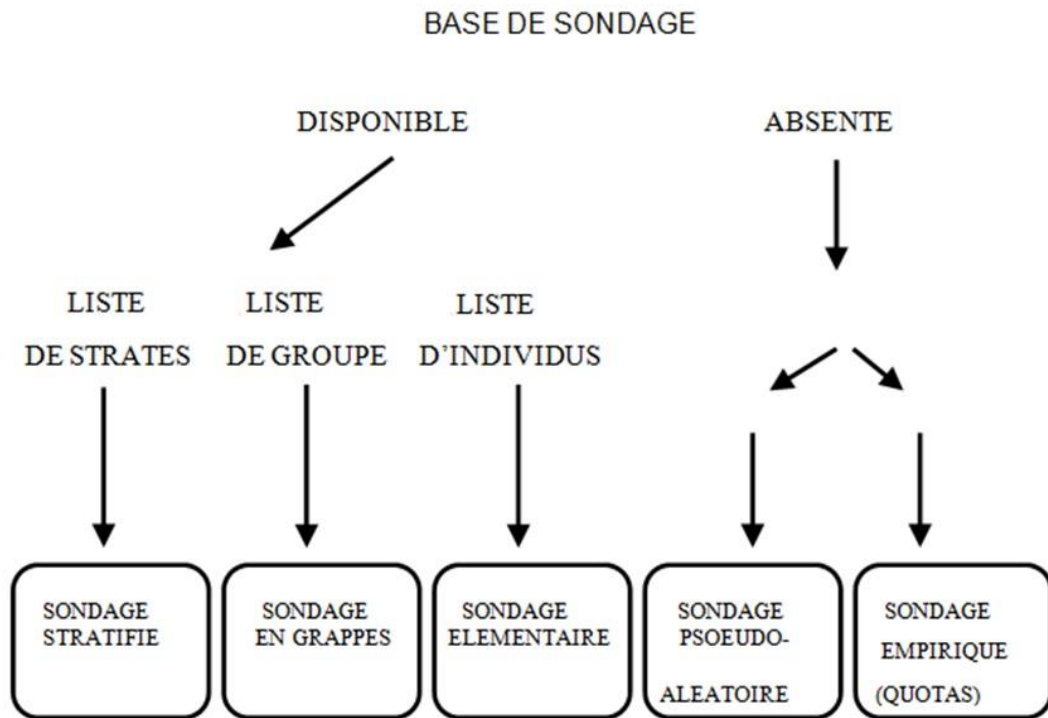 BASE DE SONDAGE
DISPONIBLE
ABSENTE
LISTE
DE STRATES
LISTE
DE GROUPE
LISTE
D'INDIVIDUS
SONDAGE
STRATIFIE
SONDAGE
EN GRAPPES
SONDAGE
ELEMENTAIRE
SONDAGE
PSOEUDO-
ALEATOIRE
SONDAGE
EMPIRIQUE
(QUOTAS)